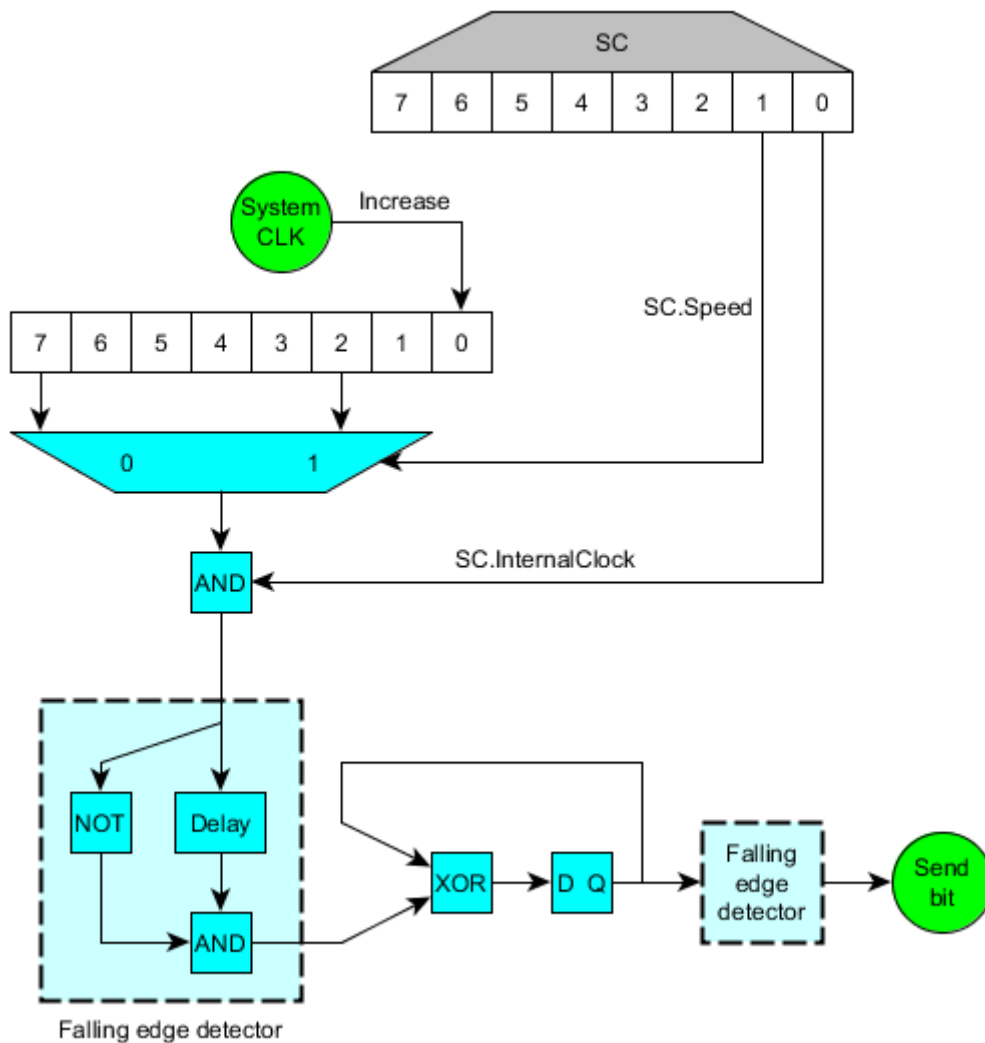 SC
7 6 5 4 3 2 1 0
System
CLK
Increase
SC.Speed
7 6 5 4 3 2 1 0
0 1
SC.InternalClock
AND
NOT
Delay
AND
Falling edge detector
XOR
D Q
Falling
edge
detector
Send
bit